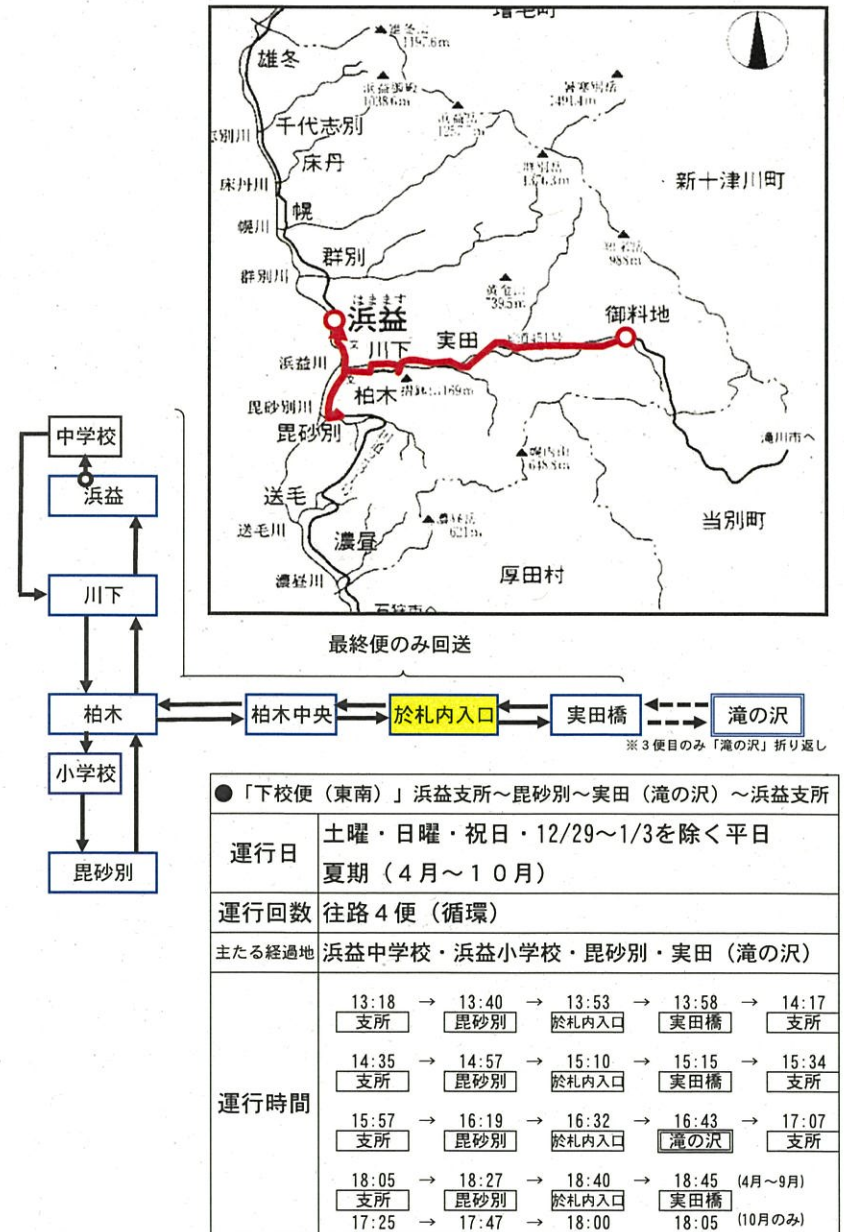 雄冬
1197.6m
1038.6m
千代志別
床丹
床丹川
新十津川町
幌
幌川
群別
群別川
988m
739.5m
はまます
浜益
御料地
実田
川下
浜益川
柏木
169m
毘砂別川
毘砂別
648.8m
滝川市へ
送毛
送毛川
濃昼
621m
当別町
濃昼川
厚田村
中学校
浜益
川下
最終便のみ回送
柏木
柏木中央
於札内入口
実田橋
滝の沢
※3便目のみ「滝の沢」折り返し
小学校
毘砂別
●「下校便（東南）」浜益支所～毘砂別～実田（滝の沢）～浜益支所
運行日
土曜・日曜・祝日・12/29～1/3を除く平日
夏期（4月～10月）
運行回数
往路4便（循環）
主たる経過地
浜益中学校・浜益小学校・毘砂別・実田（滝の沢）
運行時間
13:18 → 13:40 → 13:53 → 13:58 → 14:17
支所 毘砂別 於札内入口 実田橋 支所
14:35 → 14:57 → 15:10 → 15:15 → 15:34
支所 毘砂別 於札内入口 実田橋 支所
15:57 → 16:19 → 16:32 → 16:43 → 17:07
支所 毘砂別 於札内入口 滝の沢 支所
18:05 → 18:27 → 18:40 → 18:45 (4月～9月)
支所 毘砂別 於札内入口 実田橋
17:25 → 17:47 → 18:00 18:05 (10月のみ)